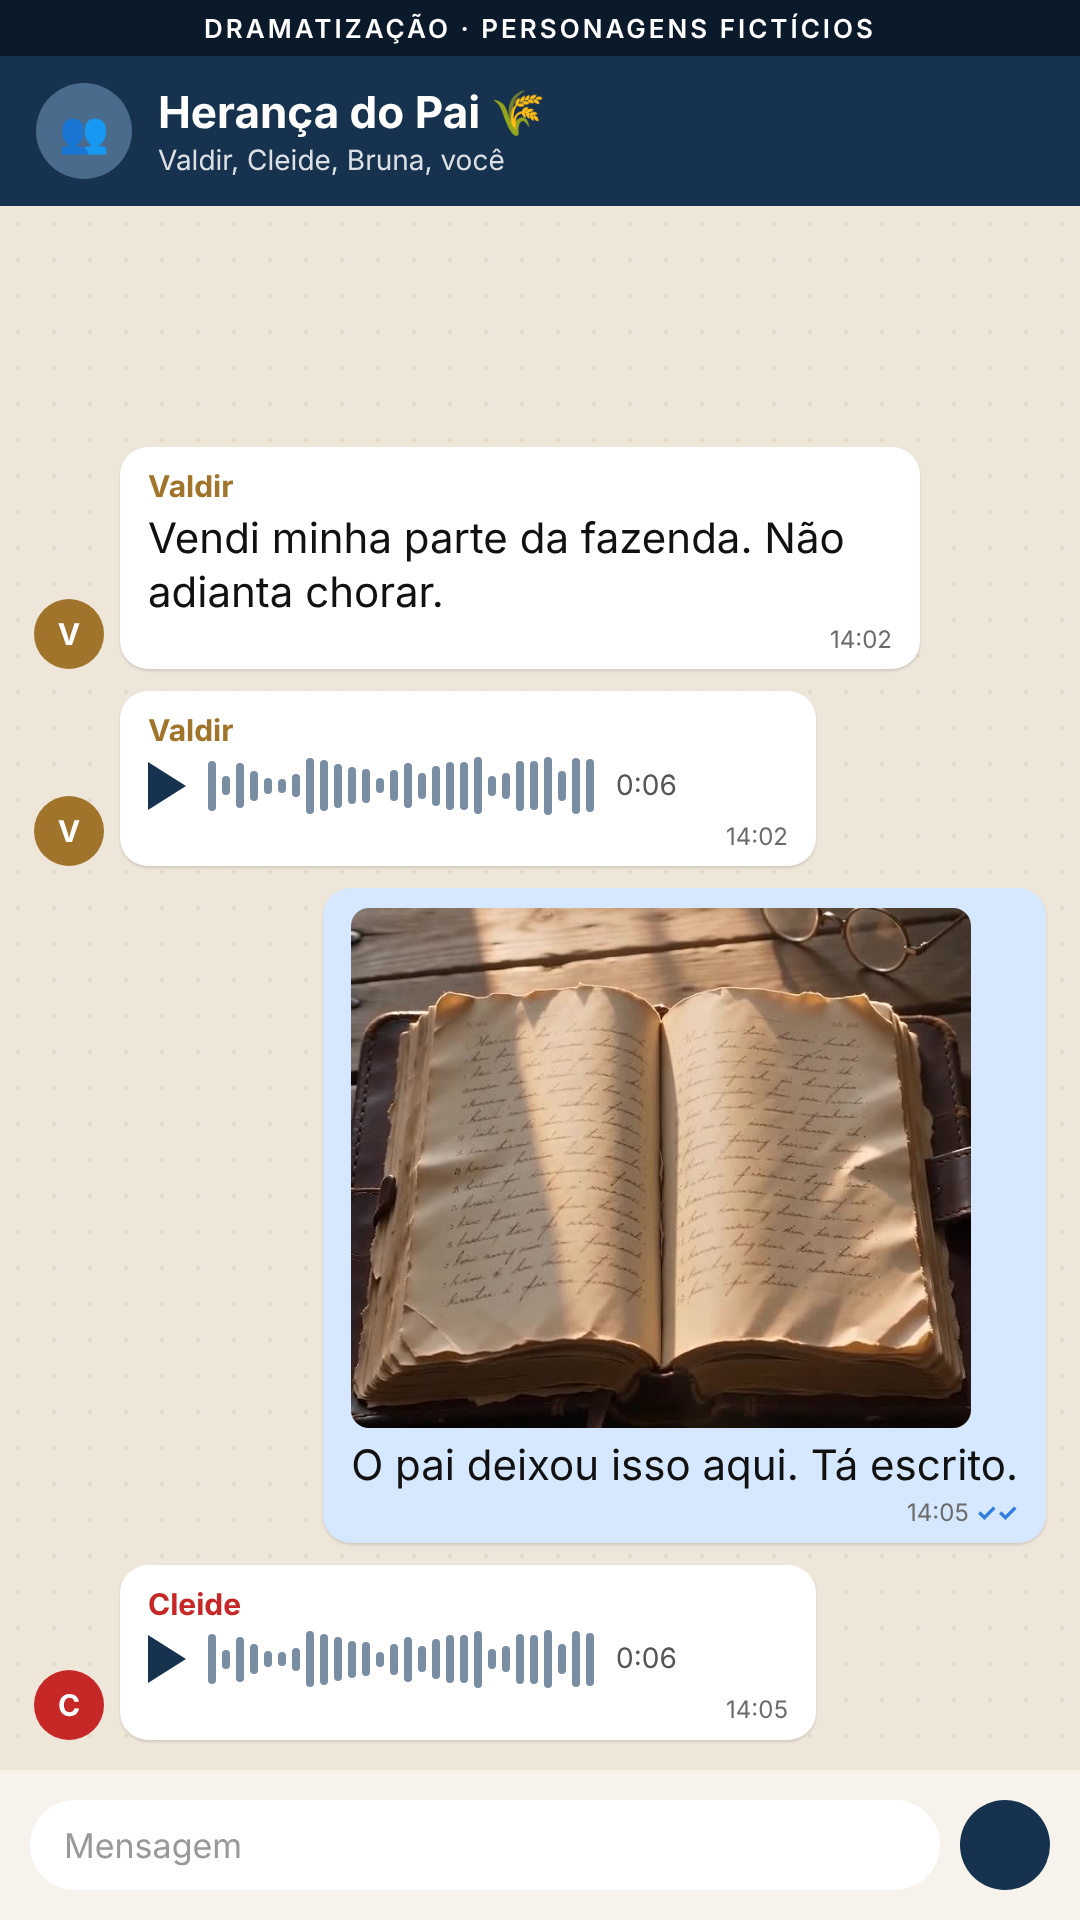 DRAMATIZAÇÃO · PERSONAGENS FICTÍCIOS
Herança do Pai 🌾
Valdir, Cleide, Bruna, você
Valdir
Vendi minha parte da fazenda. Não
adianta chorar.
14:02
V
Valdir
0:06
14:02
V
O pai deixou isso aqui. Tá escrito.
14:05
Cleide
0:06
14:05
C
Mensagem